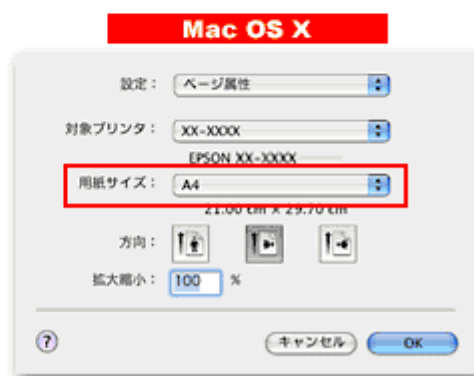 Mac OS X
設定： ページ属性
対象プリンタ： XX-XXXX
EPSON XX-XXXX
用紙サイズ： A4
21.00 cm x 29.70 cm
方向：
拡大縮小： 100 %
? キャンセル OK